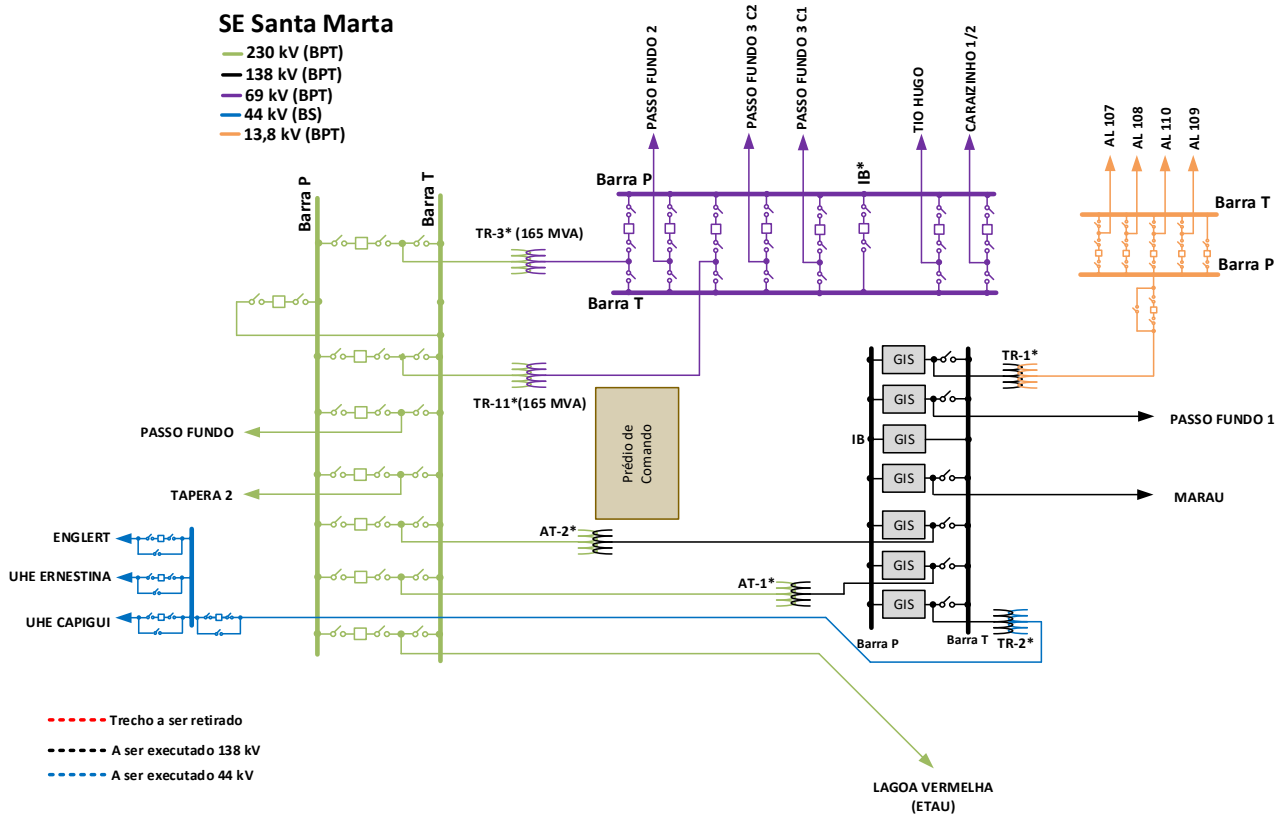 SE Santa Marta
230 kV (BPT)
138 kV (BPT)
69 kV (BPT)
44 kV (BS)
13,8 kV (BPT)
PASSO FUNDO 2
PASSO FUNDO 3 C2
PASSO FUNDO 3 C1
TIO HUGO
CARAIZINHO 1/2
AL 107
AL 108
AL 110
AL 109
Barra P
Barra T
Barra P
IB*
Barra T
Barra T
Barra P
TR-3* (165 MVA)
TR-11*(165 MVA)
Prédio de
Comando
GIS
TR-1*
GIS
PASSO FUNDO 1
IB
GIS
GIS
MARAU
GIS
GIS
GIS
Barra P
Barra T
TR-2*
PASSO FUNDO
TAPERA 2
AT-2*
AT-1*
ENGLERT
UHE ERNESTINA
UHE CAPIGUI
Trecho a ser retirado
A ser executado 138 kV
A ser executado 44 kV
LAGOA VERMELHA
(ETAU)